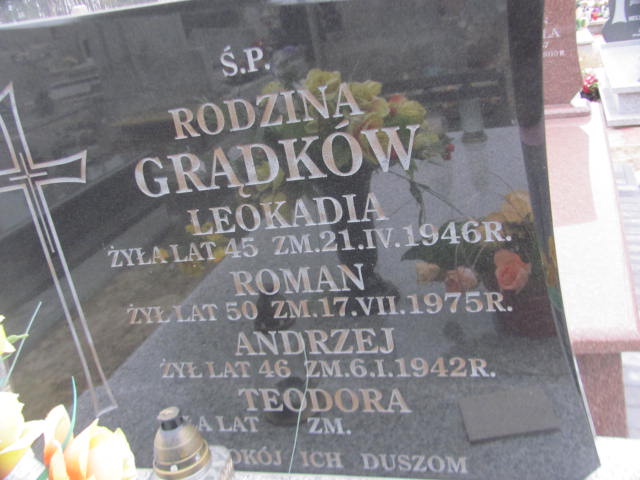 Ś.P.
RODZINA
GRĄDKÓW
LEOKADIA
ŻYŁA LAT 45 ZM.21.IV.1946R.
ROMAN
ŻYŁ LAT 50 ZM.17.VII.1975R.
ANDRZEJ
ŻYŁ LAT 46 ZM.6.I.1942R.
TEODORA
LAT ZM.
ICH DUSZOM